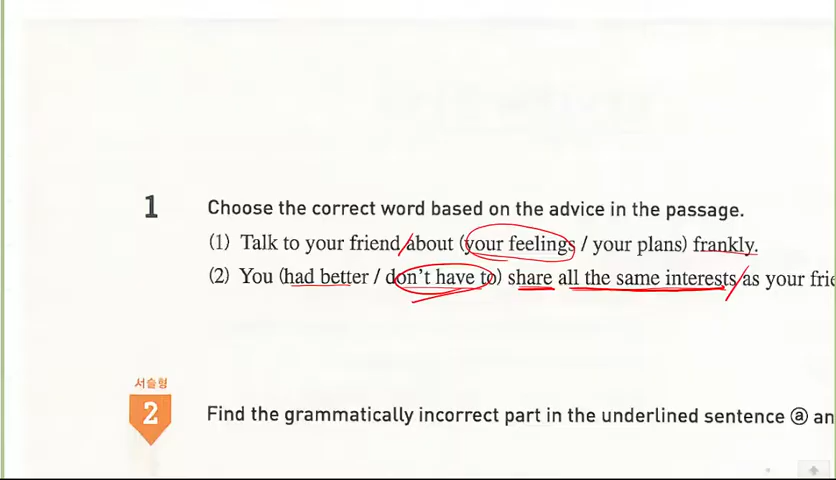 1 Choose the correct word based on the advice in the passage.
(1) Talk to your friend about (your feelings / your plans) frankly.
(2) You (had better / don't have to) share all the same interests as your frie
서술형
2 Find the grammatically incorrect part in the underlined sentence ⓐ an